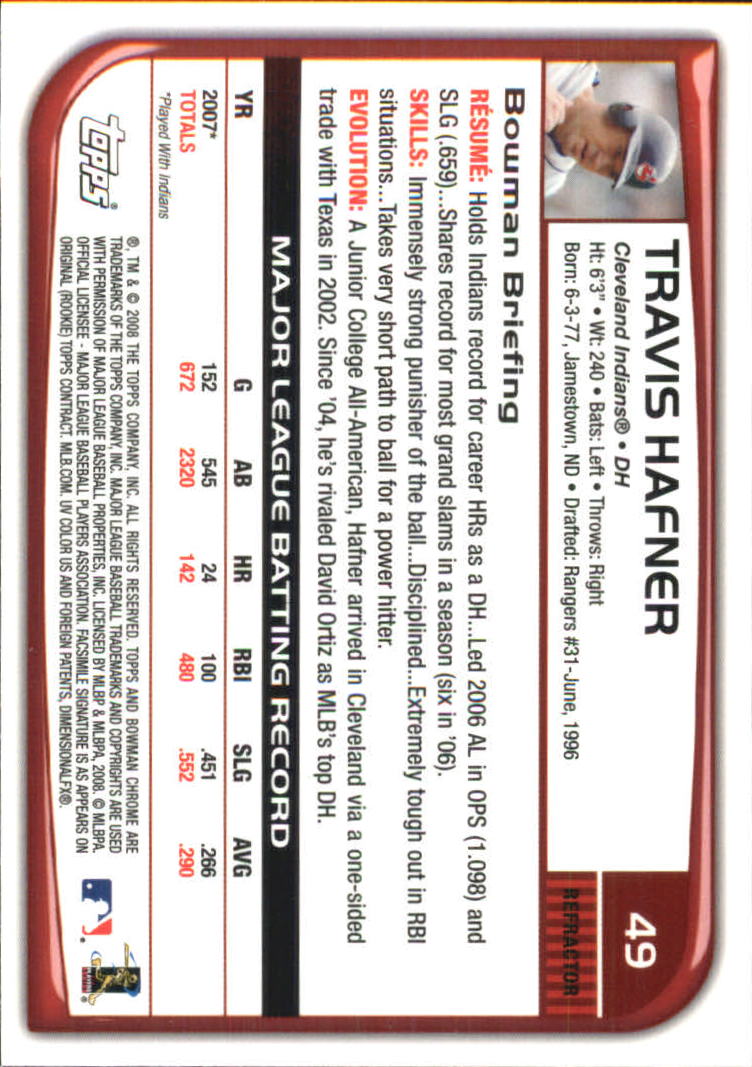 49
REFRACTOR
TRAVIS HAFNER
Cleveland Indians® • DH
Ht: 6'3" • Wt: 240 • Bats: Left • Throws: Right
Born: 6-3-77, Jamestown, ND • Drafted: Rangers #31-June, 1996
Bowman Briefing
RÉSUMÉ: Holds Indians record for career HRs as a DH...Led 2006 AL in OPS (1.098) and
SLG (.659)...Shares record for most grand slams in a season (six in '06).
SKILLS: Immensely strong punisher of the ball...Disciplined...Extremely tough out in RBI
situations...Takes very short path to ball for a power hitter.
EVOLUTION: A Junior College All-American, Hafner arrived in Cleveland via a one-sided
trade with Texas in 2002. Since '04, he's rivaled David Ortiz as MLB's top DH.
MAJOR LEAGUE BATTING RECORD
YR G AB HR RBI SLG AVG
2007* 152 545 24 100 .451 .266
TOTALS 672 2320 142 480 .552 .290
*Played With Indians
topps®
®, TM & © 2008 THE TOPPS COMPANY, INC. ALL RIGHTS RESERVED. TOPPS AND BOWMAN CHROME ARE
TRADEMARKS OF THE TOPPS COMPANY, INC. MAJOR LEAGUE BASEBALL TRADEMARKS AND COPYRIGHTS ARE USED
WITH PERMISSION OF MAJOR LEAGUE BASEBALL PROPERTIES, INC. LICENSED BY MLBP & MLBPA, 2008. © MLBPA.
OFFICIAL LICENSEE - MAJOR LEAGUE BASEBALL PLAYERS ASSOCIATION. FACSIMILE SIGNATURE IS AS APPEARS ON
ORIGINAL (ROOKIE) TOPPS CONTRACT. MLB.COM. UV COLOR US AND FOREIGN PATENTS, DIMENSIONALFX®.